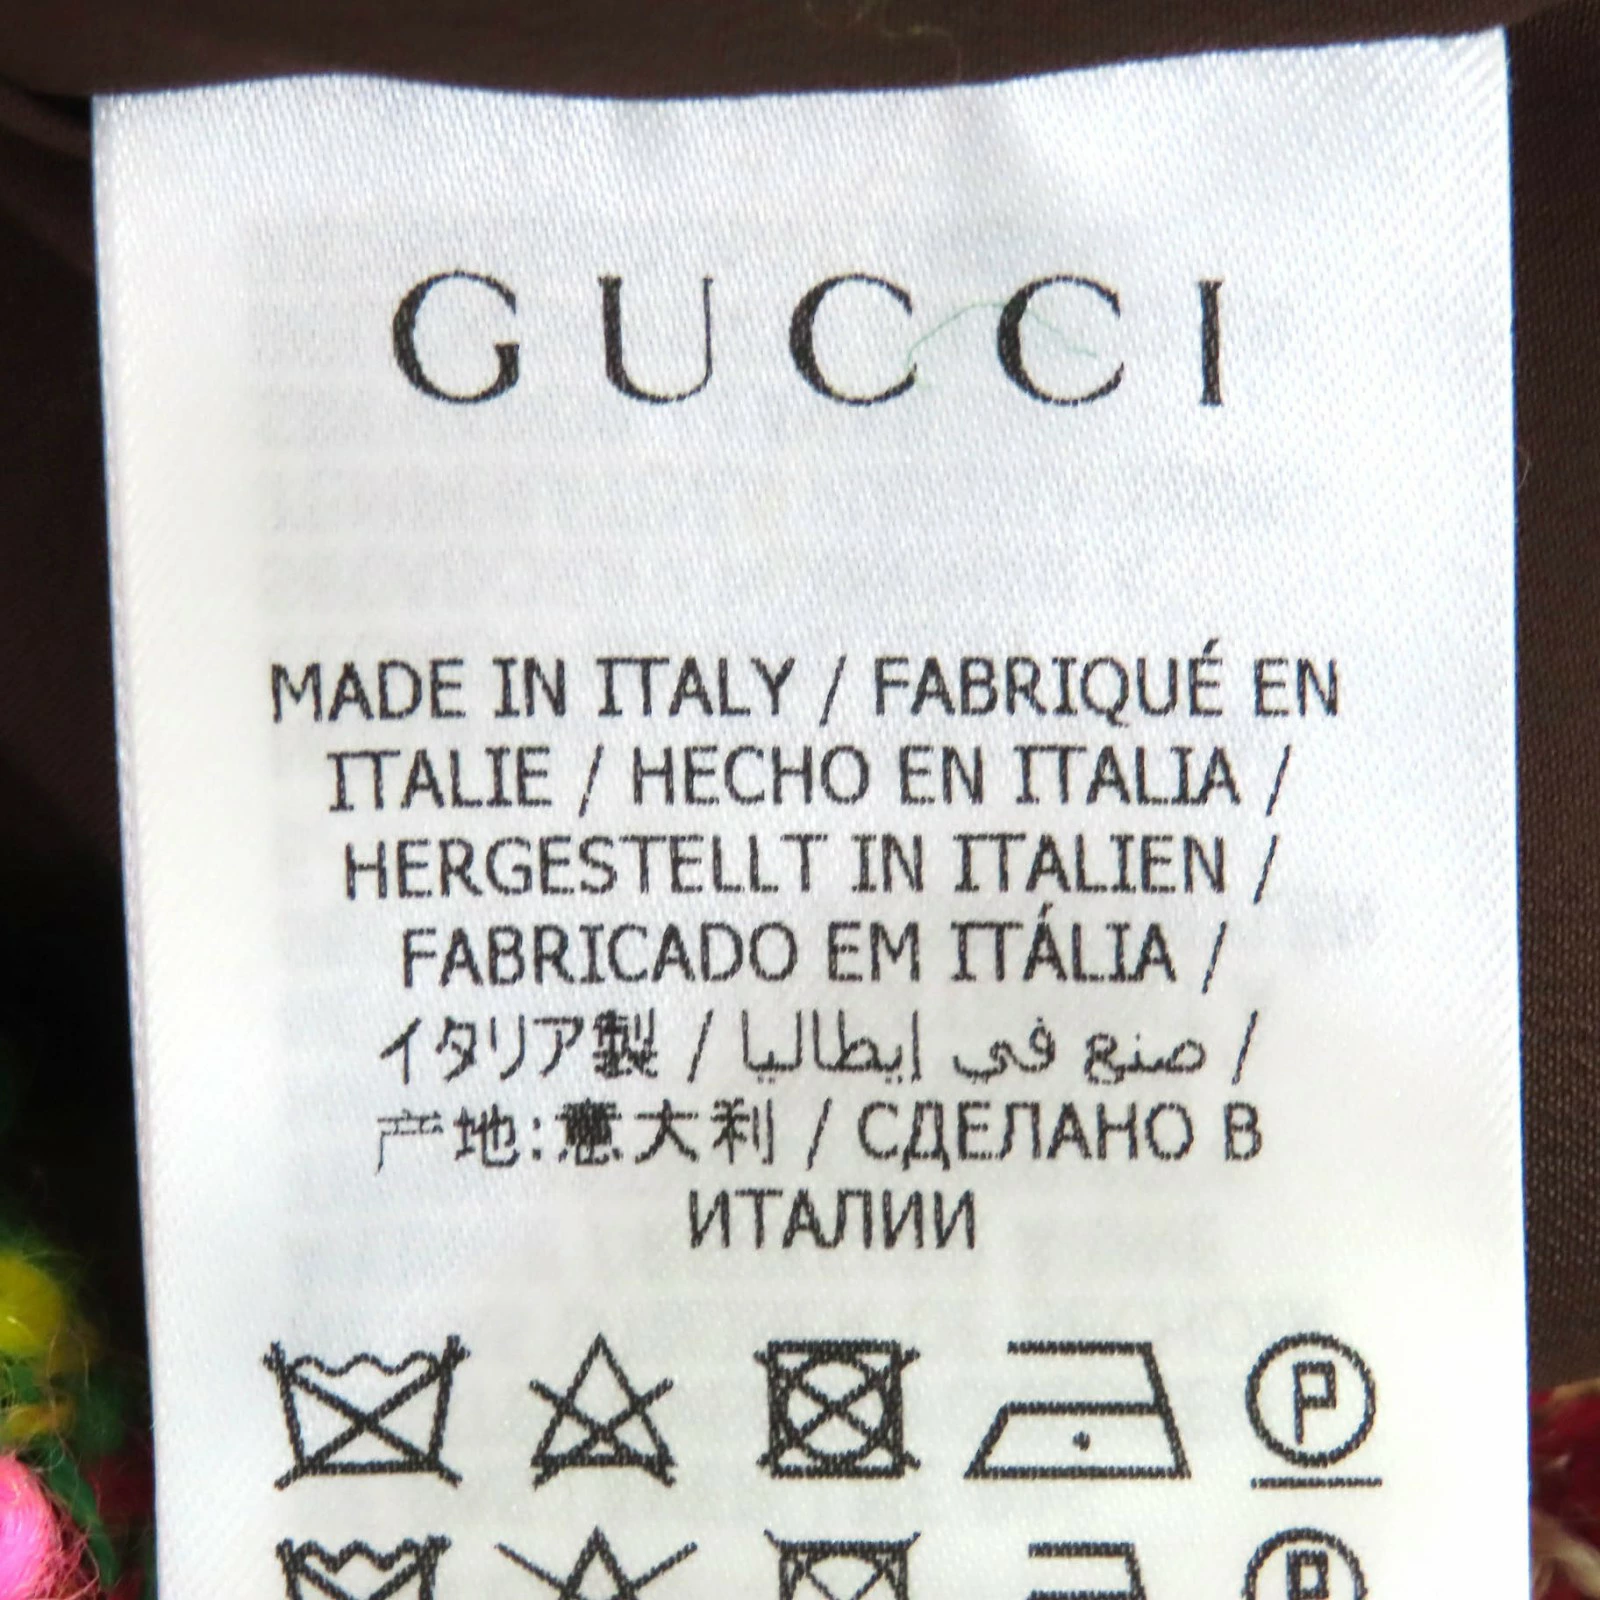 GUCCI
MADE IN ITALY / FABRIQUÉ EN
ITALIE / HECHO EN ITALIA /
HERGESTELLT IN ITALIEN /
FABRICADO EM ITÁLIA /
イタリア製 / صنع في إيطاليا /
产地:意大利 / СДЕЛАНО В
ИТАЛИИ
P
P